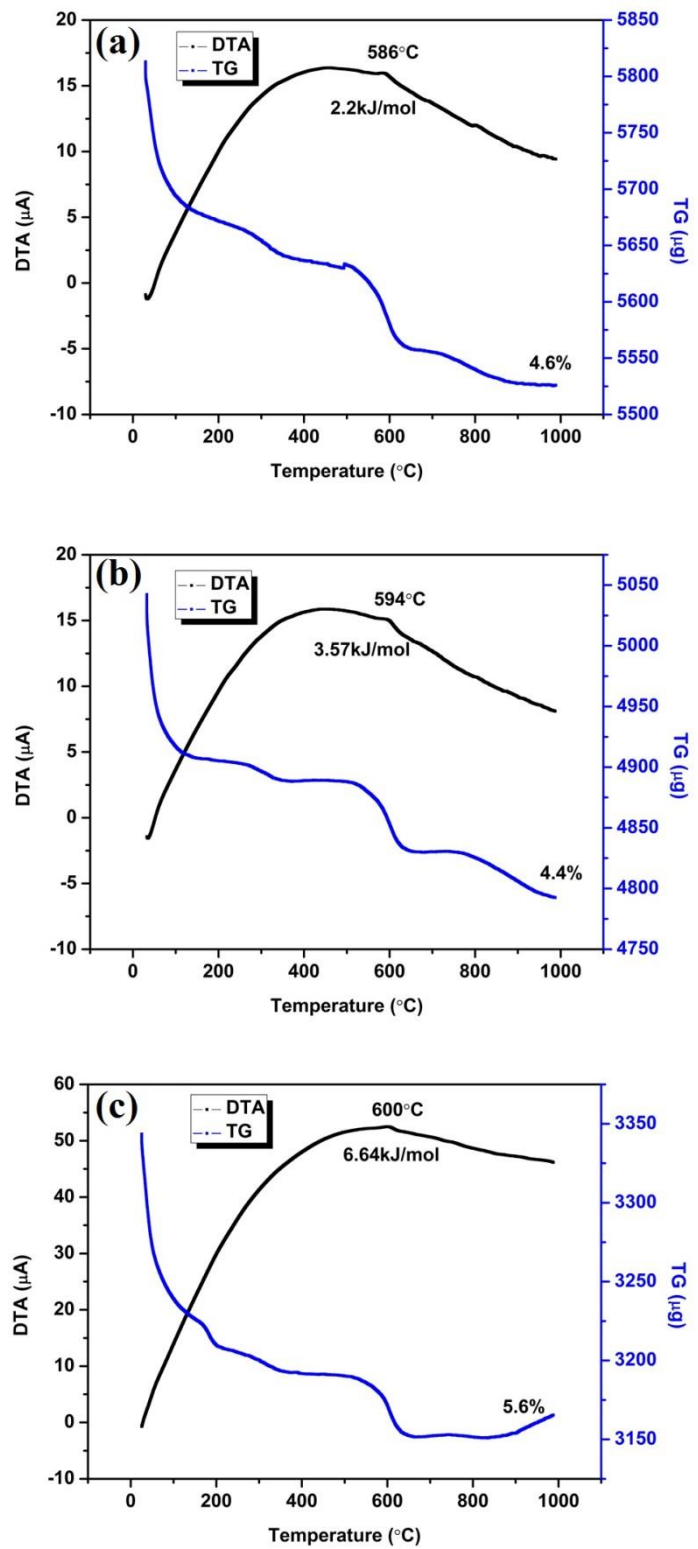 (a)
DTA
TG
586°C
2.2kJ/mol
4.6%
20
15
10
5
0
-5
-10
DTA (µA)
5850
5800
5750
5700
5650
5600
5550
5500
TG (µg)
0 200 400 600 800 1000
Temperature (°C)
(b)
DTA
TG
594°C
3.57kJ/mol
4.4%
20
15
10
5
0
-5
-10
DTA (µA)
5050
5000
4950
4900
4850
4800
4750
TG (µg)
0 200 400 600 800 1000
Temperature (°C)
(c)
DTA
TG
600°C
6.64kJ/mol
5.6%
60
50
40
30
20
10
0
-10
DTA (µA)
3350
3300
3250
3200
3150
TG (µg)
0 200 400 600 800 1000
Temperature (°C)